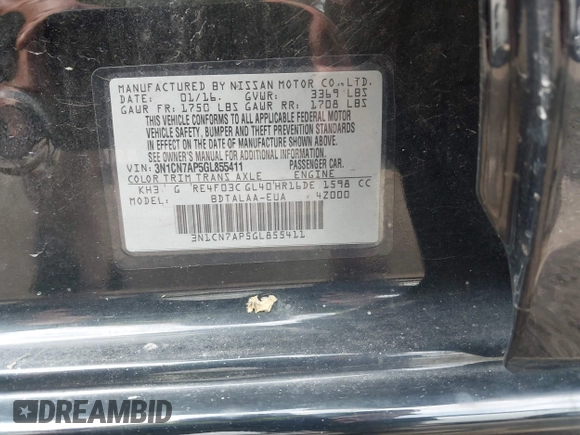 MANUFACTURED BY NISSAN MOTOR CO.,LTD.
DATE: 01/16. GVWR: 3369 LBS
GAWR FR: 1750 LBS GAWR RR: 1708 LBS
THIS VEHICLE CONFORMS TO ALL APPLICABLE FEDERAL MOTOR
VEHICLE SAFETY, BUMPER AND THEFT PREVENTION STANDARDS
IN EFFECT ON THE DATE OF MANUFACTURE SHOWN ABOVE.
SEE OWNER'S MANUAL FOR ADDITIONAL INFORMATION.
VIN: 3N1CN7AP5GL855411 PASSENGER CAR.
COLOR TRIM TRANS AXLE ENGINE
KH3 G RE4F03C GL40 HR16DE 1598 CC
MODEL: BDTALAA-EUA 4Z000
3N1CN7AP5GL855411
DREAMBID